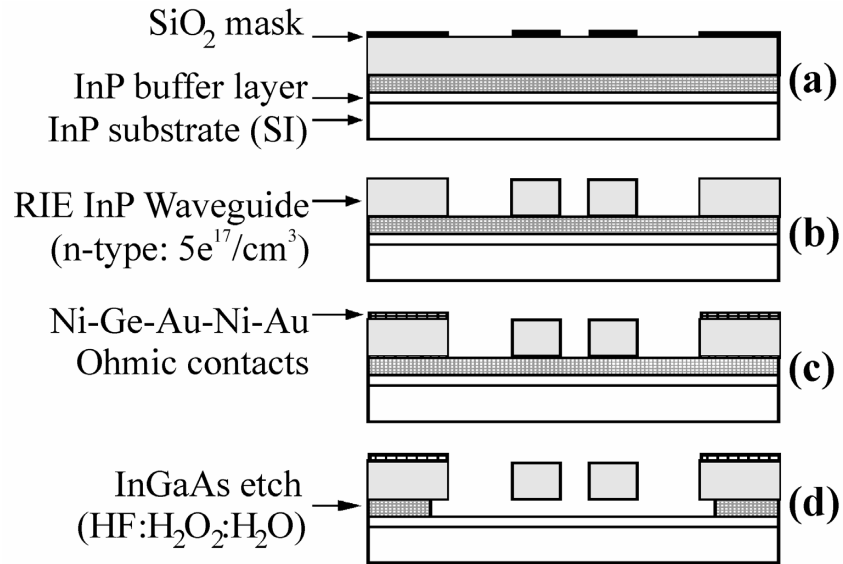 SiO₂ mask
(a)
InP buffer layer
InP substrate (SI)
RIE InP Waveguide
(n-type: 5e¹⁷/cm³)
(b)
Ni-Ge-Au-Ni-Au
Ohmic contacts
(c)
InGaAs etch
(HF:H₂O₂:H₂O)
(d)